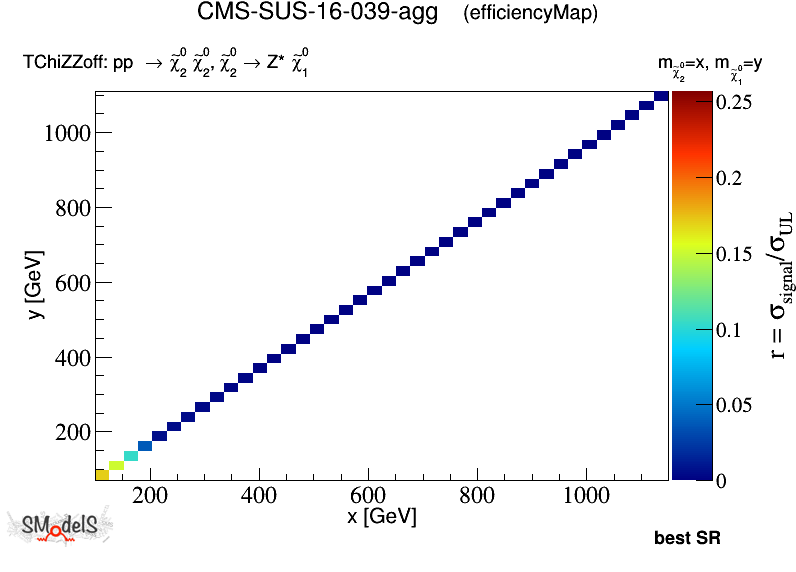 CMS-SUS-16-039-agg (efficiencyMap)
TChiZZoff: pp → χ̃⁰₂ χ̃⁰₂, χ̃⁰₂ → Z* χ̃⁰₁
m_χ̃⁰₂=x, m_χ̃⁰₁=y
1000
800
600
400
200
y [GeV]
200 400 600 800 1000
x [GeV]
0.25
0.2
0.15
0.1
0.05
0
r = σ_signal/σ_UL
SModelS
best SR